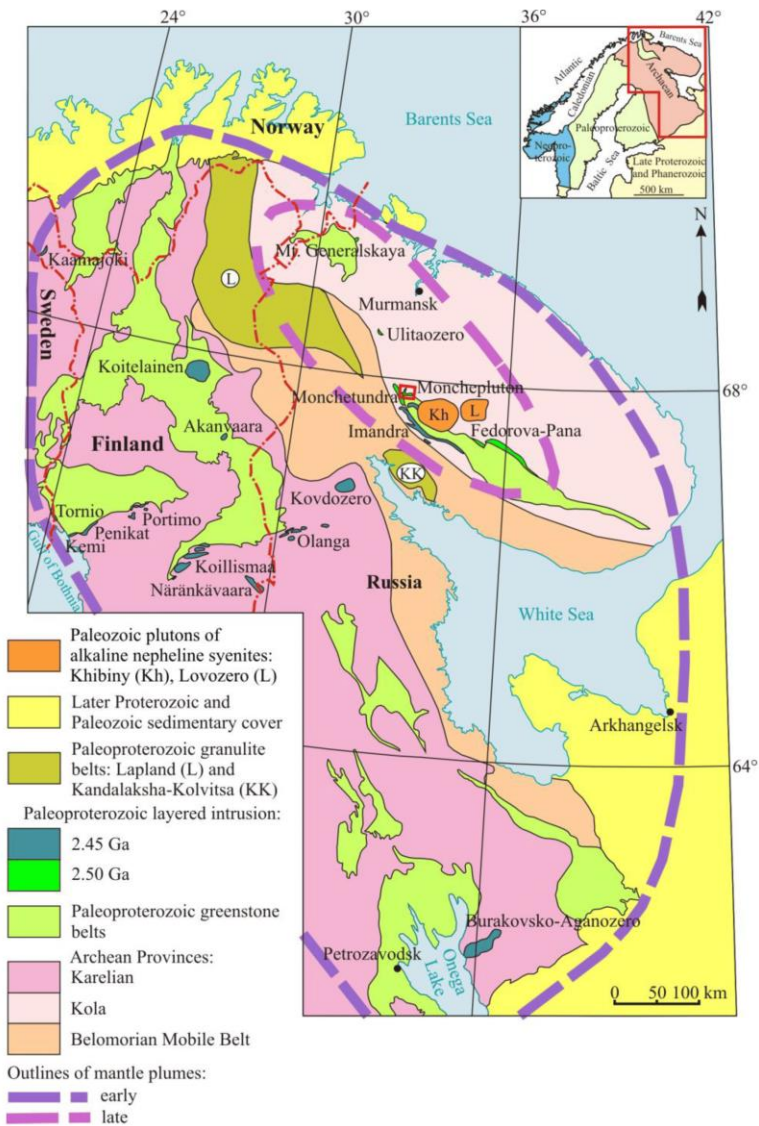 24°
30°
36°
42°
Norway
Barents Sea
Atlantic
Caledonian
Barents Sea
Archaean
Paleoproterozoic
Neopro-
terozoic
Baltic Sea
Late Proterozoic
and Phanerozoic
500 km
N
Kaamajoki
Mt. Generalskaya
L
Murmansk
Sweden
Ulitaozero
Koitelainen
Monchetundra
Monchepluton
68°
Kh
L
Akanvaara
Imandra
Fedorova-Pana
Finland
KK
Kovdozero
Tornio
Portimo
Penikat
Kemi
Olanga
Gulf of Bothnia
Koillismaa
Russia
Näränkävaara
White Sea
Arkhangelsk
64°
Burakovsko-Aganozero
Petrozavodsk
Onega
Lake
0 50 100 km
Paleozoic plutons of
alkaline nepheline syenites:
Khibiny (Kh), Lovozero (L)
Later Proterozoic and
Paleozoic sedimentary cover
Paleoproterozoic granulite
belts: Lapland (L) and
Kandalaksha-Kolvitsa (KK)
Paleoproterozoic layered intrusion:
2.45 Ga
2.50 Ga
Paleoproterozoic greenstone
belts
Archean Provinces:
Karelian
Kola
Belomorian Mobile Belt
Outlines of mantle plumes:
early
late